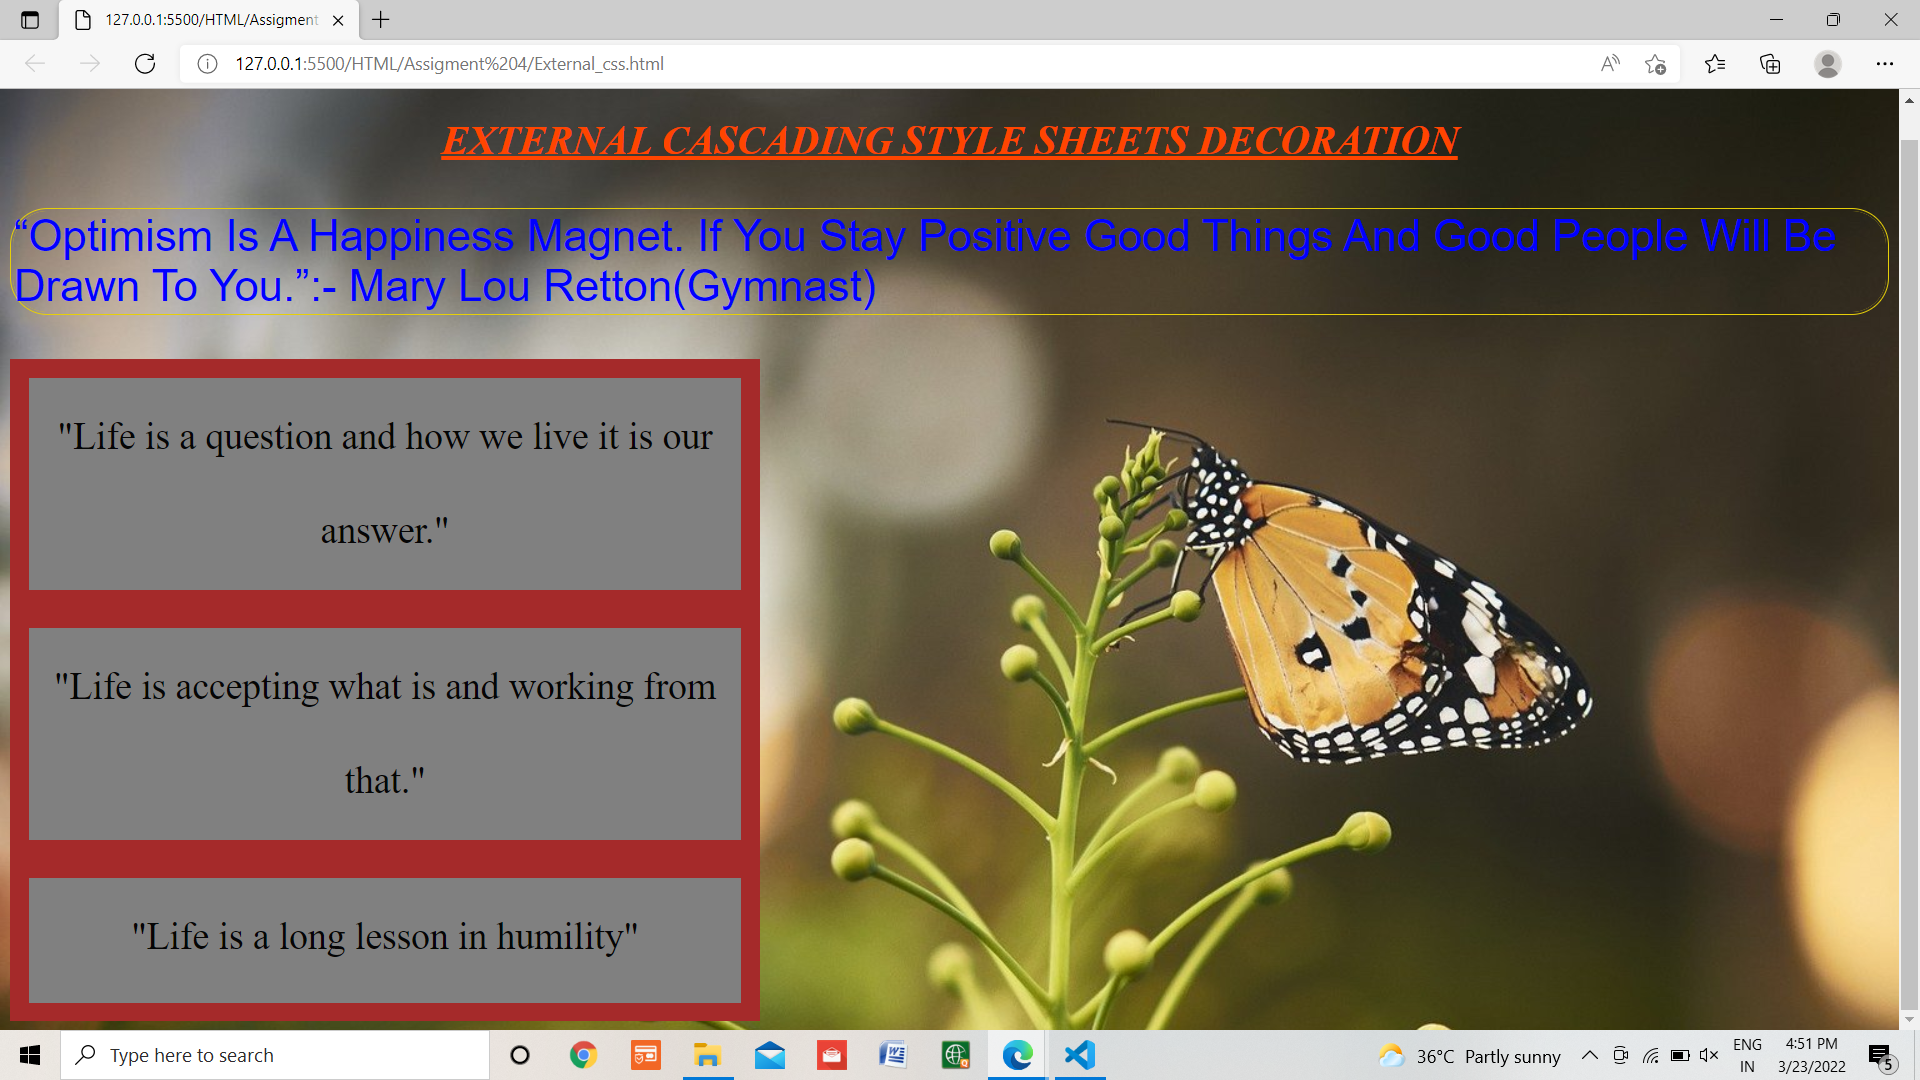 127.0.0.1:5500/HTML/Assigment
127.0.0.1:5500/HTML/Assigment%204/External_css.html
EXTERNAL CASCADING STYLE SHEETS DECORATION
“Optimism Is A Happiness Magnet. If You Stay Positive Good Things And Good People Will Be
Drawn To You.”:- Mary Lou Retton(Gymnast)
"Life is a question and how we live it is our
answer."
"Life is accepting what is and working from
that."
"Life is a long lesson in humility"
Type here to search
36°C Partly sunny
ENG
IN
4:51 PM
3/23/2022
5